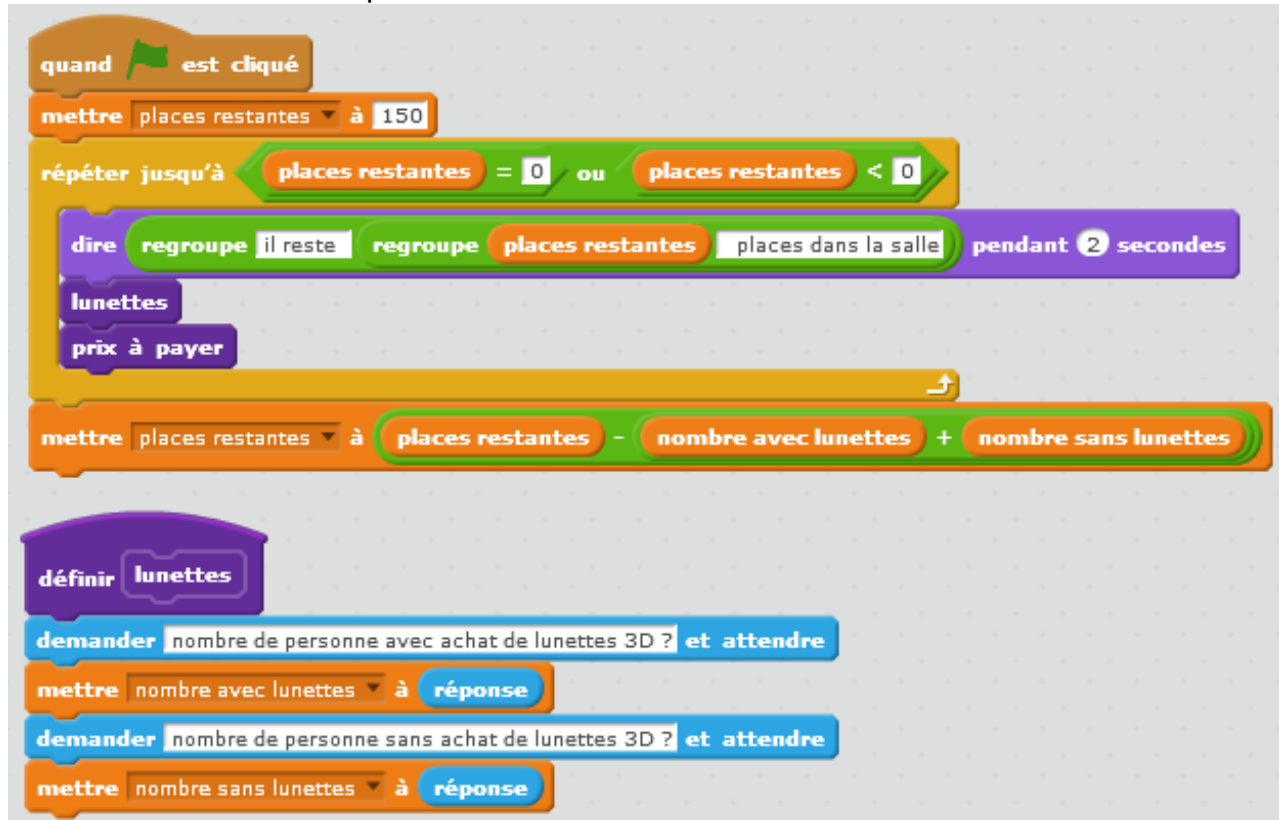 quand est cliqué
mettre places restantes à 150
répéter jusqu'à places restantes = 0 ou places restantes < 0
dire regroupe il reste regroupe places restantes places dans la salle pendant 2 secondes
lunettes
prix à payer
mettre places restantes à places restantes - nombre avec lunettes + nombre sans lunettes
définir lunettes
demander nombre de personne avec achat de lunettes 3D ? et attendre
mettre nombre avec lunettes à réponse
demander nombre de personne sans achat de lunettes 3D ? et attendre
mettre nombre sans lunettes à réponse